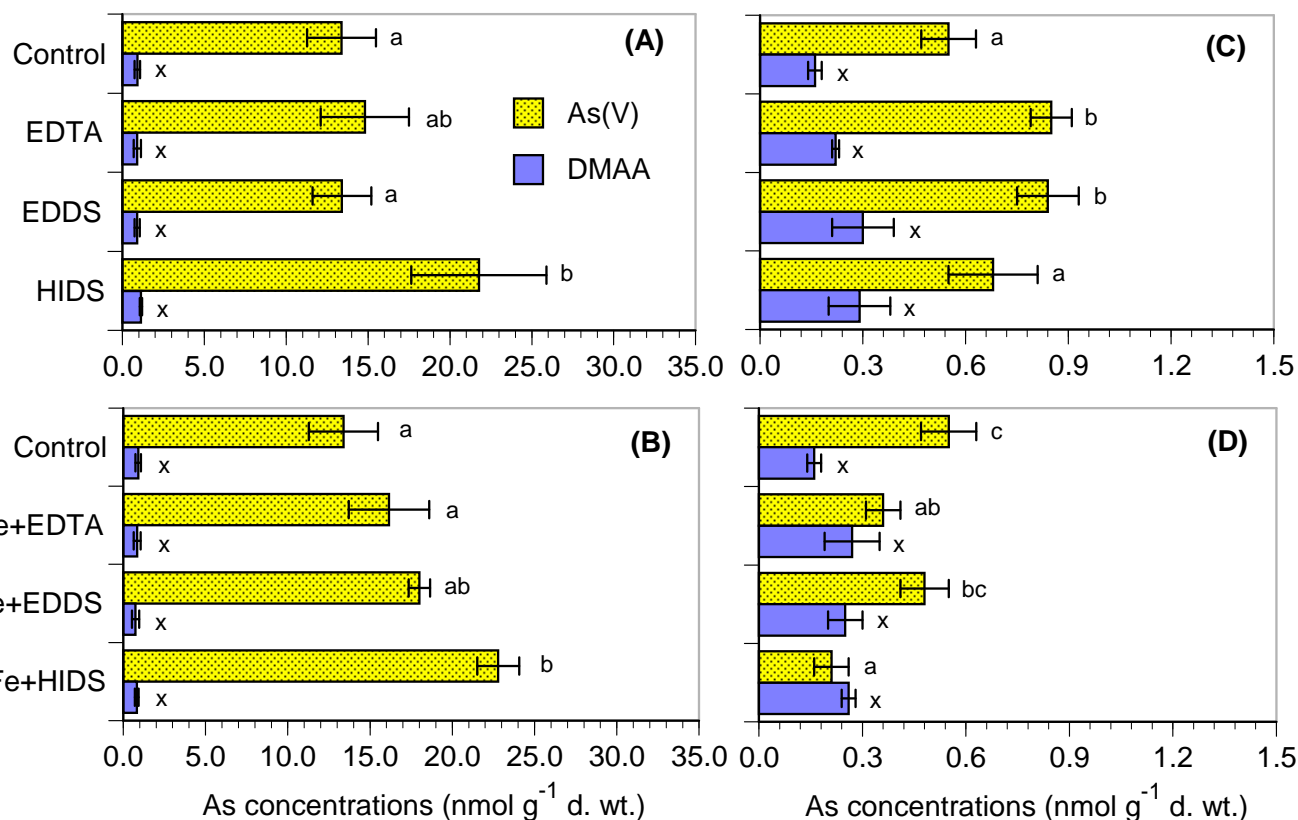 Control
a
x
(A)
EDTA
ab
x
As(V)
DMAA
EDDS
a
x
HIDS
b
x
0.0 5.0 10.0 15.0 20.0 25.0 30.0 35.0
(C)
a
x
b
x
b
x
a
x
0.0 0.3 0.6 0.9 1.2 1.5
Control
a
x
(B)
e+EDTA
a
x
e+EDDS
ab
x
Fe+HIDS
b
x
0.0 5.0 10.0 15.0 20.0 25.0 30.0 35.0
As concentrations (nmol g-1 d. wt.)
(D)
c
x
ab
x
bc
x
a
x
0.0 0.3 0.6 0.9 1.2 1.5
As concentrations (nmol g-1 d. wt.)